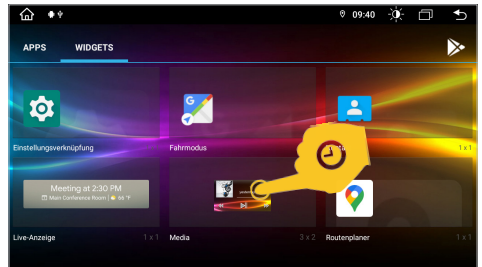 09:40
APPS WIDGETS
G
Einstellungsverknüpfung Fahrmodus 1 x 1
Meeting at 2:30 PM
Main Conference Room | 56 °F
Live-Anzeige 1 x 1 Media 3 x 2 Routenplaner 1 x 1